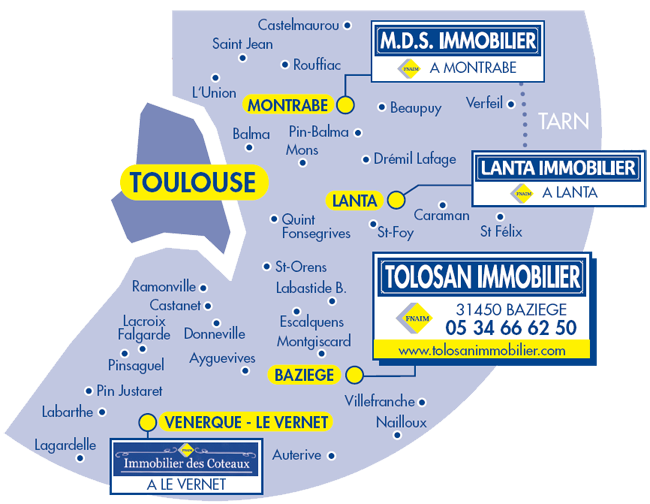 Castelmaurou
M.D.S. IMMOBILIER
FNAIM
A MONTRABE
Saint Jean
Rouffiac
L'Union
MONTRABE
Beaupuy
Verfeil
TARN
Balma
Pin-Balma
Mons
Drémil Lafage
LANTA IMMOBILIER
FNAIM
A LANTA
TOULOUSE
LANTA
Caraman
Quint
Fonsegrives
St-Foy
St Félix
St-Orens
TOLOSAN IMMOBILIER
FNAIM
31450 BAZIEGE
05 34 66 62 50
www.tolosanimmobilier.com
Ramonville
Labastide B.
Castanet
Lacroix
Falgarde
Donneville
Escalquens
Montgiscard
Pinsaguel
Ayguevives
BAZIEGE
Pin Justaret
Villefranche
Labarthe
VENERQUE - LE VERNET
Nailloux
Lagardelle
FNAIM
Immobilier des Coteaux
A LE VERNET
Auterive